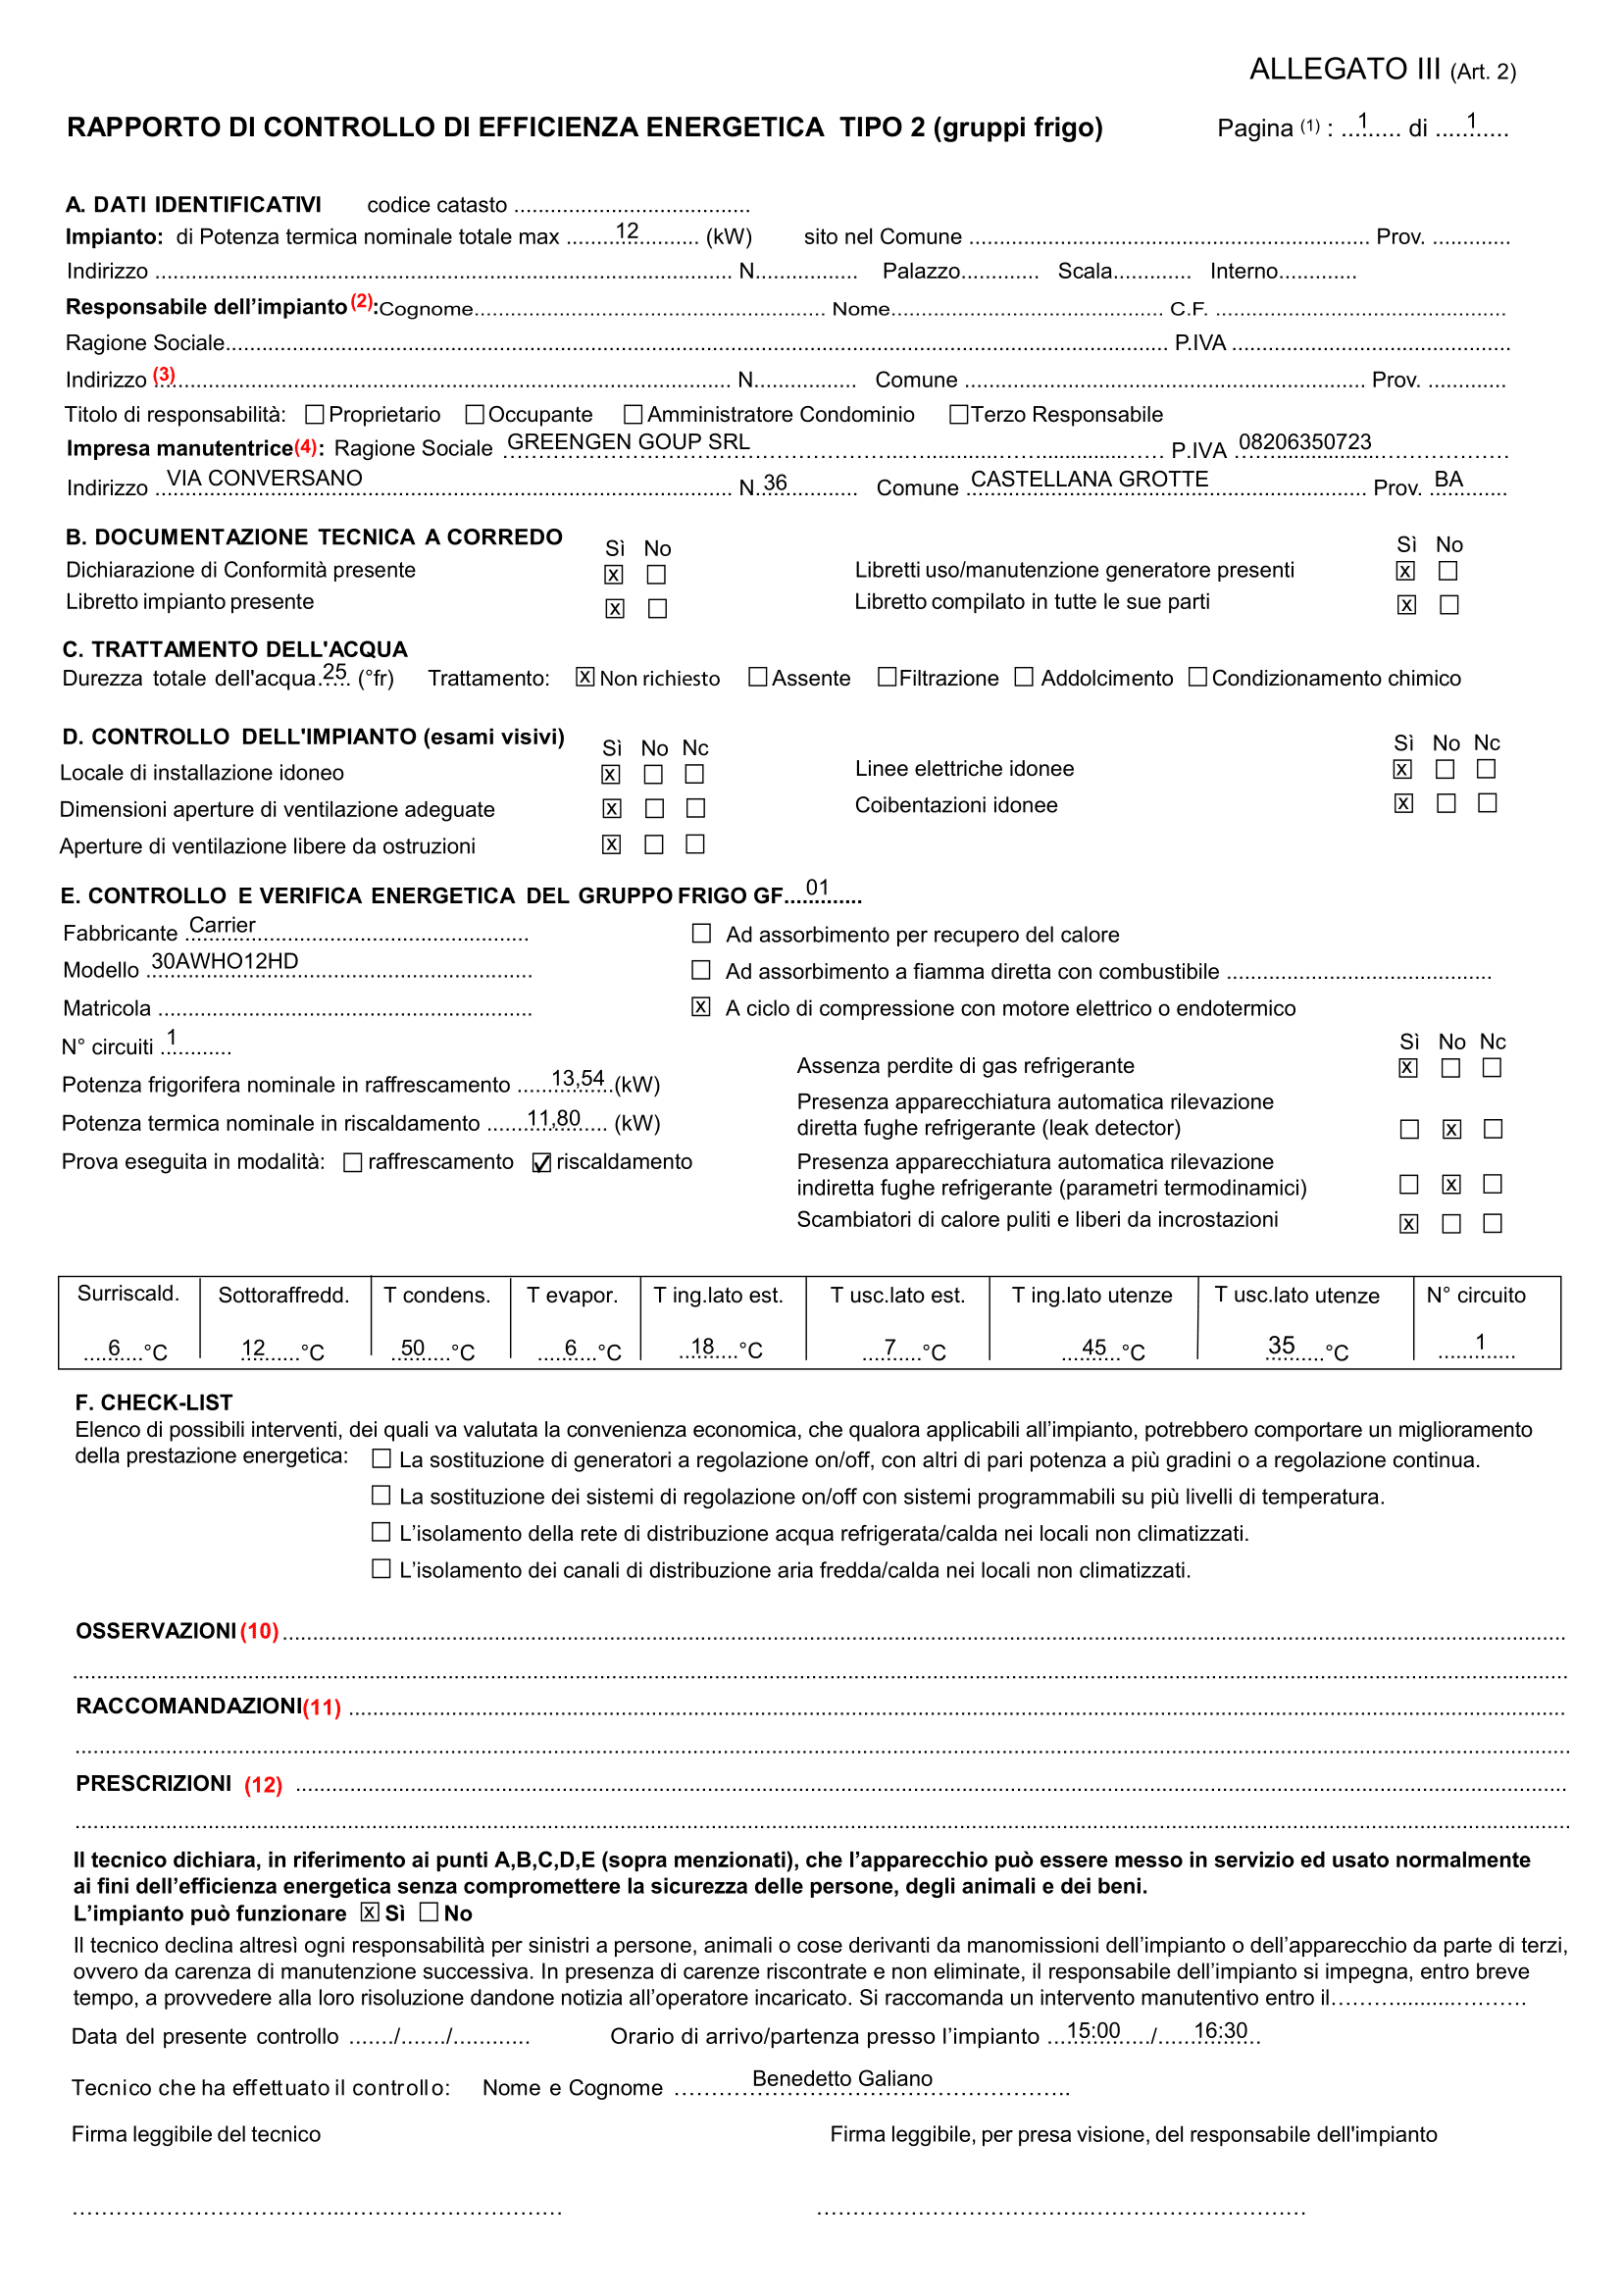 ALLEGATO III (Art. 2)
RAPPORTO DI CONTROLLO DI EFFICIENZA ENERGETICA TIPO 2 (gruppi frigo) Pagina (1) : ....1..... di .....1......
A. DATI IDENTIFICATIVI codice catasto .......................................
Impianto: di Potenza termica nominale totale max ..........12.......... (kW) sito nel Comune .................................................................. Prov. .............
Indirizzo ................................................................................................ N................. Palazzo............. Scala............. Interno.............
Responsabile dell’impianto (2):Cognome.......................................................... Nome............................................. C.F. ................................................
Ragione Sociale............................................................................................................................................................ P.IVA ..............................................
Indirizzo (3)............................................................................................. N................. Comune .................................................................. Prov. .............
Titolo di responsabilità: ☐ Proprietario ☐ Occupante ☐ Amministratore Condominio ☐ Terzo Responsabile
Impresa manutentrice(4): Ragione Sociale GREENGEN GOUP SRL P.IVA 08206350723
Indirizzo VIA CONVERSANO N. 36 Comune CASTELLANA GROTTE Prov. BA
B. DOCUMENTAZIONE TECNICA A CORREDO Sì No Sì No
Dichiarazione di Conformità presente ☒ ☐ Libretti uso/manutenzione generatore presenti ☒ ☐
Libretto impianto presente ☒ ☐ Libretto compilato in tutte le sue parti ☒ ☐
C. TRATTAMENTO DELL'ACQUA
Durezza totale dell'acqua 25 (°fr) Trattamento: ☒ Non richiesto ☐ Assente ☐ Filtrazione ☐ Addolcimento ☐ Condizionamento chimico
D. CONTROLLO DELL'IMPIANTO (esami visivi) Sì No Nc Sì No Nc
Locale di installazione idoneo ☒ ☐ ☐ Linee elettriche idonee ☒ ☐ ☐
Dimensioni aperture di ventilazione adeguate ☒ ☐ ☐ Coibentazioni idonee ☒ ☐ ☐
Aperture di ventilazione libere da ostruzioni ☒ ☐ ☐
E. CONTROLLO E VERIFICA ENERGETICA DEL GRUPPO FRIGO GF....01.....
Fabbricante Carrier ☐ Ad assorbimento per recupero del calore
Modello 30AWHO12HD ☐ Ad assorbimento a fiamma diretta con combustibile ............................................
Matricola .............................................................. ☒ A ciclo di compressione con motore elettrico o endotermico
N° circuiti 1 Sì No Nc
Assenza perdite di gas refrigerante ☒ ☐ ☐
Potenza frigorifera nominale in raffrescamento 13,54 (kW)
Presenza apparecchiatura automatica rilevazione
Potenza termica nominale in riscaldamento 11,80 (kW) diretta fughe refrigerante (leak detector) ☐ ☒ ☐
Prova eseguita in modalità: ☐ raffrescamento ☑ riscaldamento Presenza apparecchiatura automatica rilevazione
indiretta fughe refrigerante (parametri termodinamici) ☐ ☒ ☐
Scambiatori di calore puliti e liberi da incrostazioni ☒ ☐ ☐
Surriscald. Sottoraffredd. T condens. T evapor. T ing.lato est. T usc.lato est. T ing.lato utenze T usc.lato utenze N° circuito
6 °C 12 °C 50 °C 6 °C 18 °C 7 °C 45 °C 35 °C 1
F. CHECK-LIST
Elenco di possibili interventi, dei quali va valutata la convenienza economica, che qualora applicabili all’impianto, potrebbero comportare un miglioramento
della prestazione energetica: ☐ La sostituzione di generatori a regolazione on/off, con altri di pari potenza a più gradini o a regolazione continua.
☐ La sostituzione dei sistemi di regolazione on/off con sistemi programmabili su più livelli di temperatura.
☐ L’isolamento della rete di distribuzione acqua refrigerata/calda nei locali non climatizzati.
☐ L’isolamento dei canali di distribuzione aria fredda/calda nei locali non climatizzati.
OSSERVAZIONI (10)
RACCOMANDAZIONI(11)
PRESCRIZIONI (12)
Il tecnico dichiara, in riferimento ai punti A,B,C,D,E (sopra menzionati), che l’apparecchio può essere messo in servizio ed usato normalmente
ai fini dell’efficienza energetica senza compromettere la sicurezza delle persone, degli animali e dei beni.
L’impianto può funzionare ☒ Sì ☐ No
Il tecnico declina altresì ogni responsabilità per sinistri a persone, animali o cose derivanti da manomissioni dell’impianto o dell’apparecchio da parte di terzi,
ovvero da carenza di manutenzione successiva. In presenza di carenze riscontrate e non eliminate, il responsabile dell’impianto si impegna, entro breve
tempo, a provvedere alla loro risoluzione dandone notizia all’operatore incaricato. Si raccomanda un intervento manutentivo entro il..............................
Data del presente controllo ......./......./............. Orario di arrivo/partenza presso l’impianto 15:00 / 16:30
Tecnico che ha effettuato il controllo: Nome e Cognome Benedetto Galiano
Firma leggibile del tecnico Firma leggibile, per presa visione, del responsabile dell'impianto